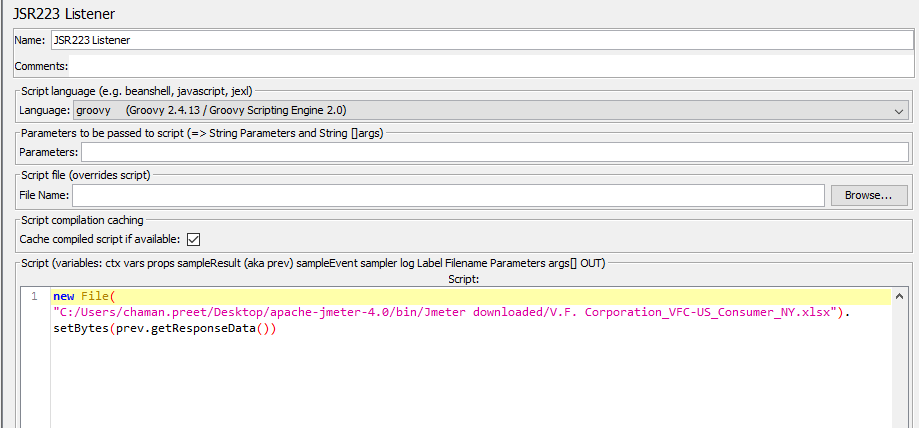 JSR223 Listener
Name: JSR223 Listener
Comments:
Script language (e.g. beanshell, javascript, jexl)
Language: groovy (Groovy 2.4.13 / Groovy Scripting Engine 2.0)
Parameters to be passed to script (=> String Parameters and String []args)
Parameters:
Script file (overrides script)
File Name: Browse...
Script compilation caching
Cache compiled script if available:
Script (variables: ctx vars props sampleResult (aka prev) sampleEvent sampler log Label Filename Parameters args[] OUT)
Script:
1 new File(
"C:/Users/chaman.preet/Desktop/apache-jmeter-4.0/bin/Jmeter downloaded/V.F. Corporation_VFC-US_Consumer_NY.xlsx").
setBytes(prev.getResponseData())